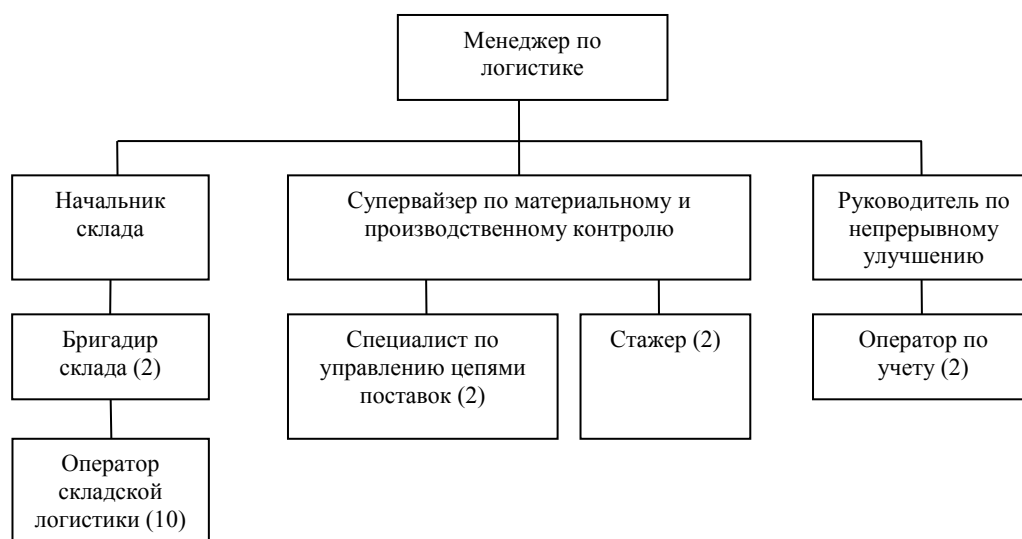 Менеджер по
логистике
Начальник
склада
Супервайзер по материальному и
производственному контролю
Руководитель по
непрерывному
улучшению
Бригадир
склада (2)
Специалист по
управлению цепями
поставок (2)
Стажер (2)
Оператор по
учету (2)
Оператор
складской
логистики (10)